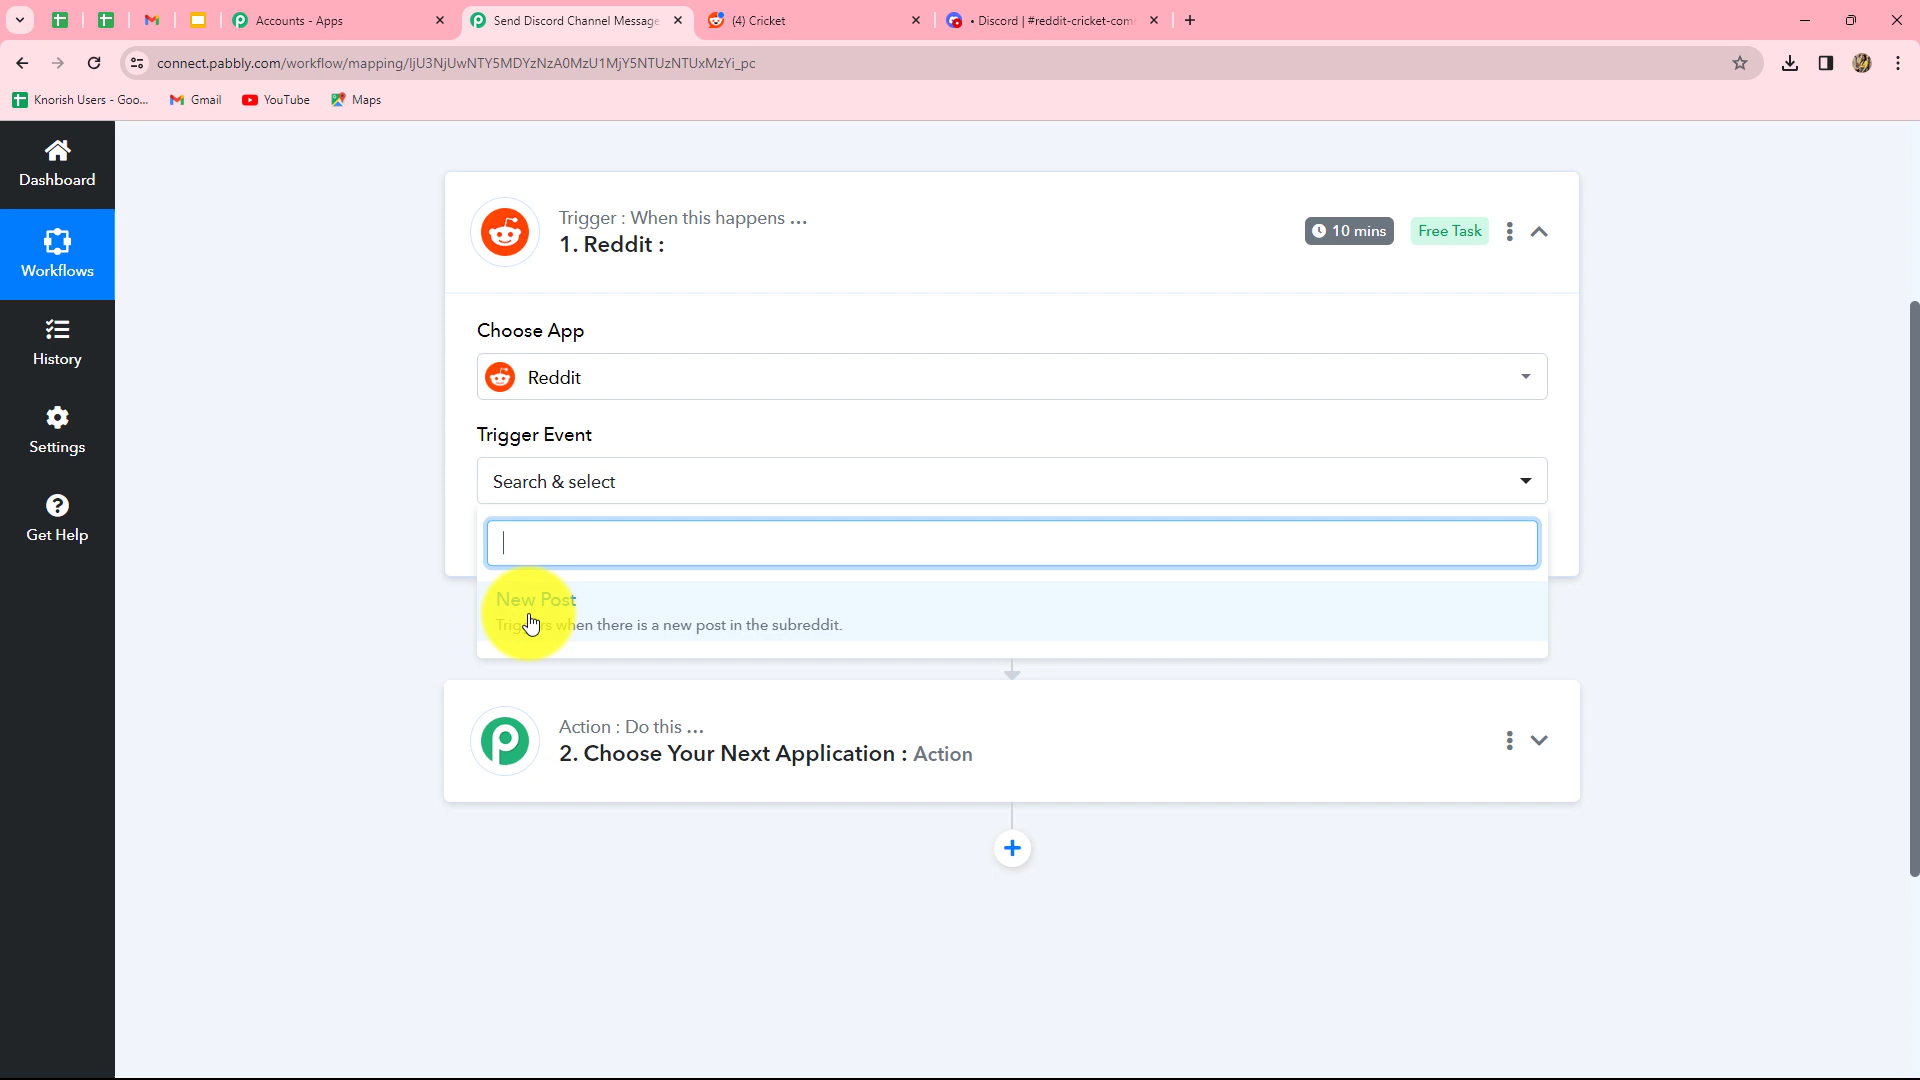 Accounts - Apps
Send Discord Channel Message
(4) Cricket
• Discord | #reddit-cricket-com
connect.pabbly.com/workflow/mapping/IjU3NjUwNTY5MDYzNzA0MzU1MjY5NTUzNTUxMzYi_pc
Knorish Users - Goo...
Gmail
YouTube
Maps
Dashboard
Workflows
History
Settings
Get Help
Trigger : When this happens ...
1. Reddit :
10 mins
Free Task
Choose App
Reddit
Trigger Event
Search & select
New Post
Triggers when there is a new post in the subreddit.
Action : Do this ...
2. Choose Your Next Application : Action